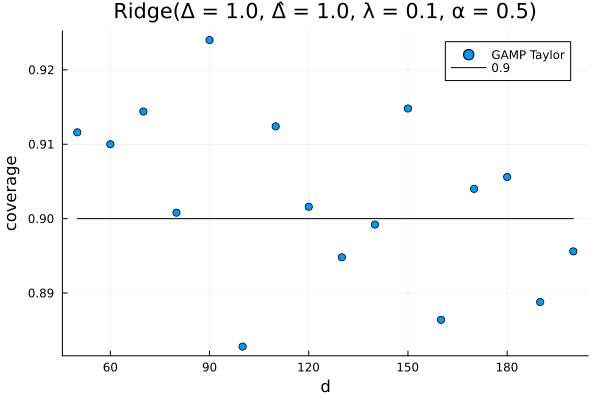 Ridge(Δ = 1.0, Δ̂ = 1.0, λ = 0.1, α = 0.5)
GAMP Taylor
0.9
0.92
0.91
0.90
0.89
coverage
60 90 120 150 180
d